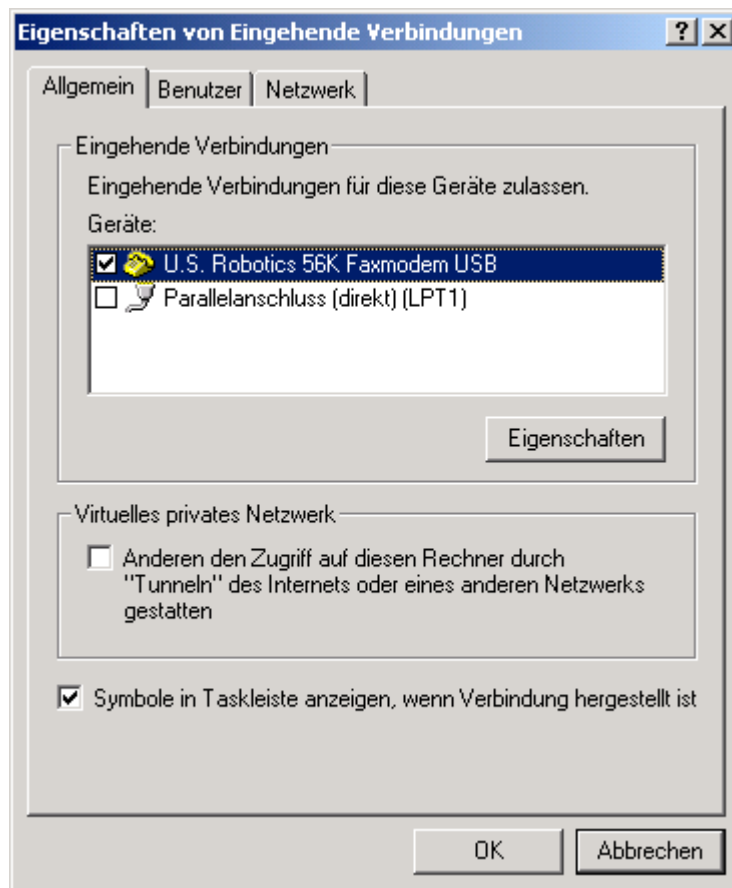 Eigenschaften von Eingehende Verbindungen
Allgemein
Benutzer
Netzwerk
Eingehende Verbindungen
Eingehende Verbindungen für diese Geräte zulassen.
Geräte:
U.S. Robotics 56K Faxmodem USB
Parallelanschluss (direkt) (LPT1)
Eigenschaften
Virtuelles privates Netzwerk
Anderen den Zugriff auf diesen Rechner durch
"Tunneln" des Internets oder eines anderen Netzwerks
gestatten
Symbole in Taskleiste anzeigen, wenn Verbindung hergestellt ist
OK
Abbrechen